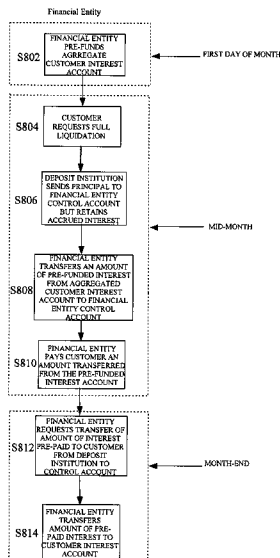 Financial Entity
S802
FINANCIAL ENTITY
PRE-FUNDS
AGGREGATE
CUSTOMER INTEREST
ACCOUNT
FIRST DAY OF MONTH
S804
CUSTOMER
REQUESTS FULL
LIQUIDATION
S806
DEPOSIT INSTITUTION
SENDS PRINCIPAL TO
FINANCIAL ENTITY
CONTROL ACCOUNT
BUT RETAINS
ACCRUED INTEREST
MID-MONTH
S808
FINANCIAL ENTITY
TRANSFERS AN AMOUNT
OF PRE-FUNDED INTEREST
FROM AGGREGATED
CUSTOMER INTEREST
ACCOUNT TO FINANCIAL
ENTITY CONTROL
ACCOUNT
S810
FINANCIAL ENTITY
PAYS CUSTOMER AN
AMOUNT TRANSFERRED
FROM THE PRE-FUNDED
INTEREST ACCOUNT
S812
FINANCIAL ENTITY
REQUESTS TRANSFER OF
AMOUNT OF INTEREST
PRE-PAID TO CUSTOMER
FROM DEPOSIT
INSTITUTION TO
CONTROL ACCOUNT
MONTH-END
S814
FINANCIAL ENTITY
TRANSFERS
AMOUNT OF PRE-
PAID INTEREST TO
CUSTOMER INTEREST
ACCOUNT